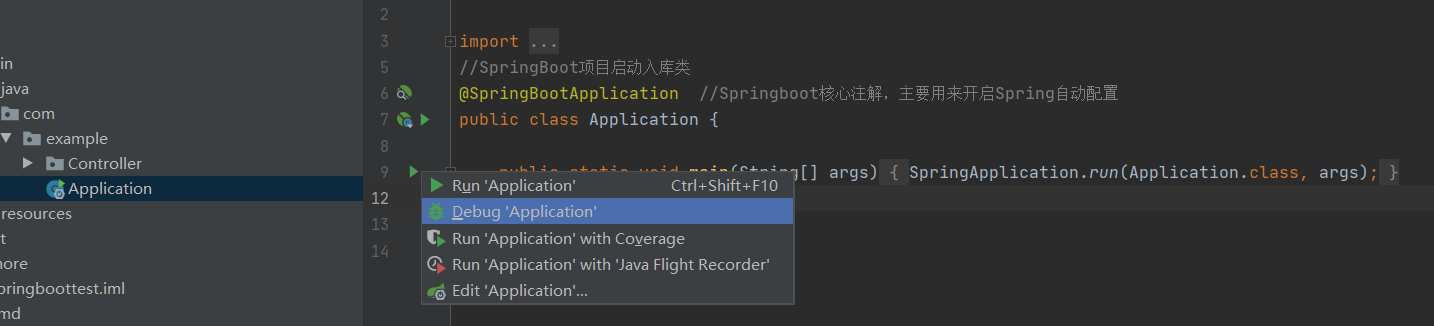 2
3 import ...
in
5 //SpringBoot项目启动入库类
java
6 @SpringBootApplication //Springboot核心注解，主要用来开启Spring自动配置
com
7 public class Application {
example
8
Controller
9 public static void main(String[] args) { SpringApplication.run(Application.class, args); }
Application
Run 'Application' Ctrl+Shift+F10
12
resources
Debug 'Application'
13
t
Run 'Application' with Coverage
14
nore
Run 'Application' with 'Java Flight Recorder'
pringboottest.iml
Edit 'Application'...
md